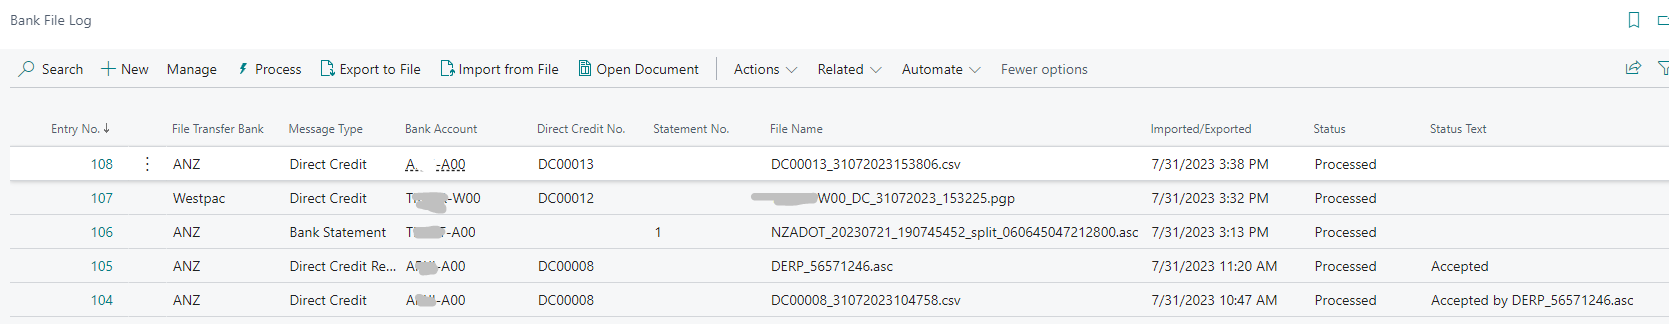 Bank File Log
Search New Manage Process Export to File Import from File Open Document Actions Related Automate Fewer options
Entry No. ↓ File Transfer Bank Message Type Bank Account Direct Credit No. Statement No. File Name Imported/Exported Status Status Text
108 ANZ Direct Credit -A00 DC00013 DC00013_31072023153806.csv 7/31/2023 3:38 PM Processed
107 Westpac Direct Credit -W00 DC00012 W00_DC_31072023_153225.pgp 7/31/2023 3:32 PM Processed
106 ANZ Bank Statement -A00 1 NZADOT_20230721_190745452_split_060645047212800.asc 7/31/2023 3:13 PM Processed
105 ANZ Direct Credit Re... -A00 DC00008 DERP_56571246.asc 7/31/2023 11:20 AM Processed Accepted
104 ANZ Direct Credit -A00 DC00008 DC00008_31072023104758.csv 7/31/2023 10:47 AM Processed Accepted by DERP_56571246.asc